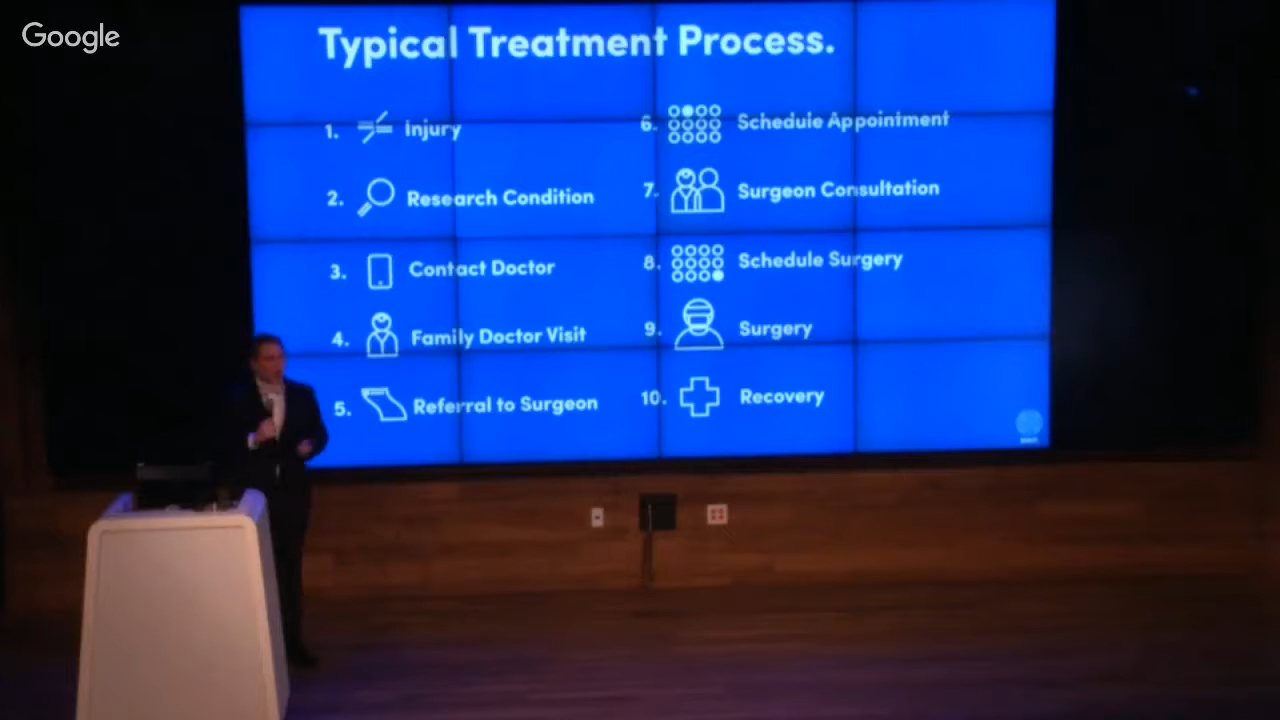 Google
Typical Treatment Process.
1. Injury
2. Research Condition
3. Contact Doctor
4. Family Doctor Visit
5. Referral to Surgeon
6. Schedule Appointment
7. Surgeon Consultation
8. Schedule Surgery
9. Surgery
10. Recovery